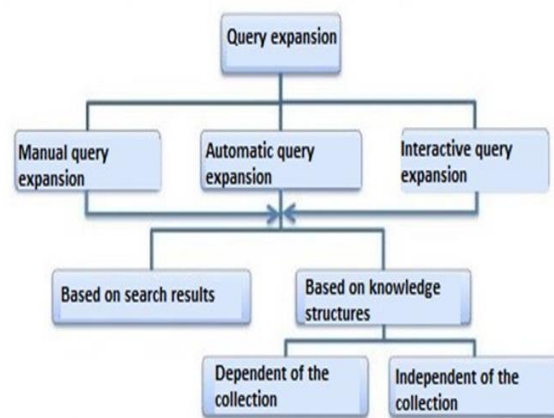 Query expansion
Manual query
expansion
Automatic query
expansion
Interactive query
expansion
Based on search results
Based on knowledge
structures
Dependent of the
collection
Independent of the
collection